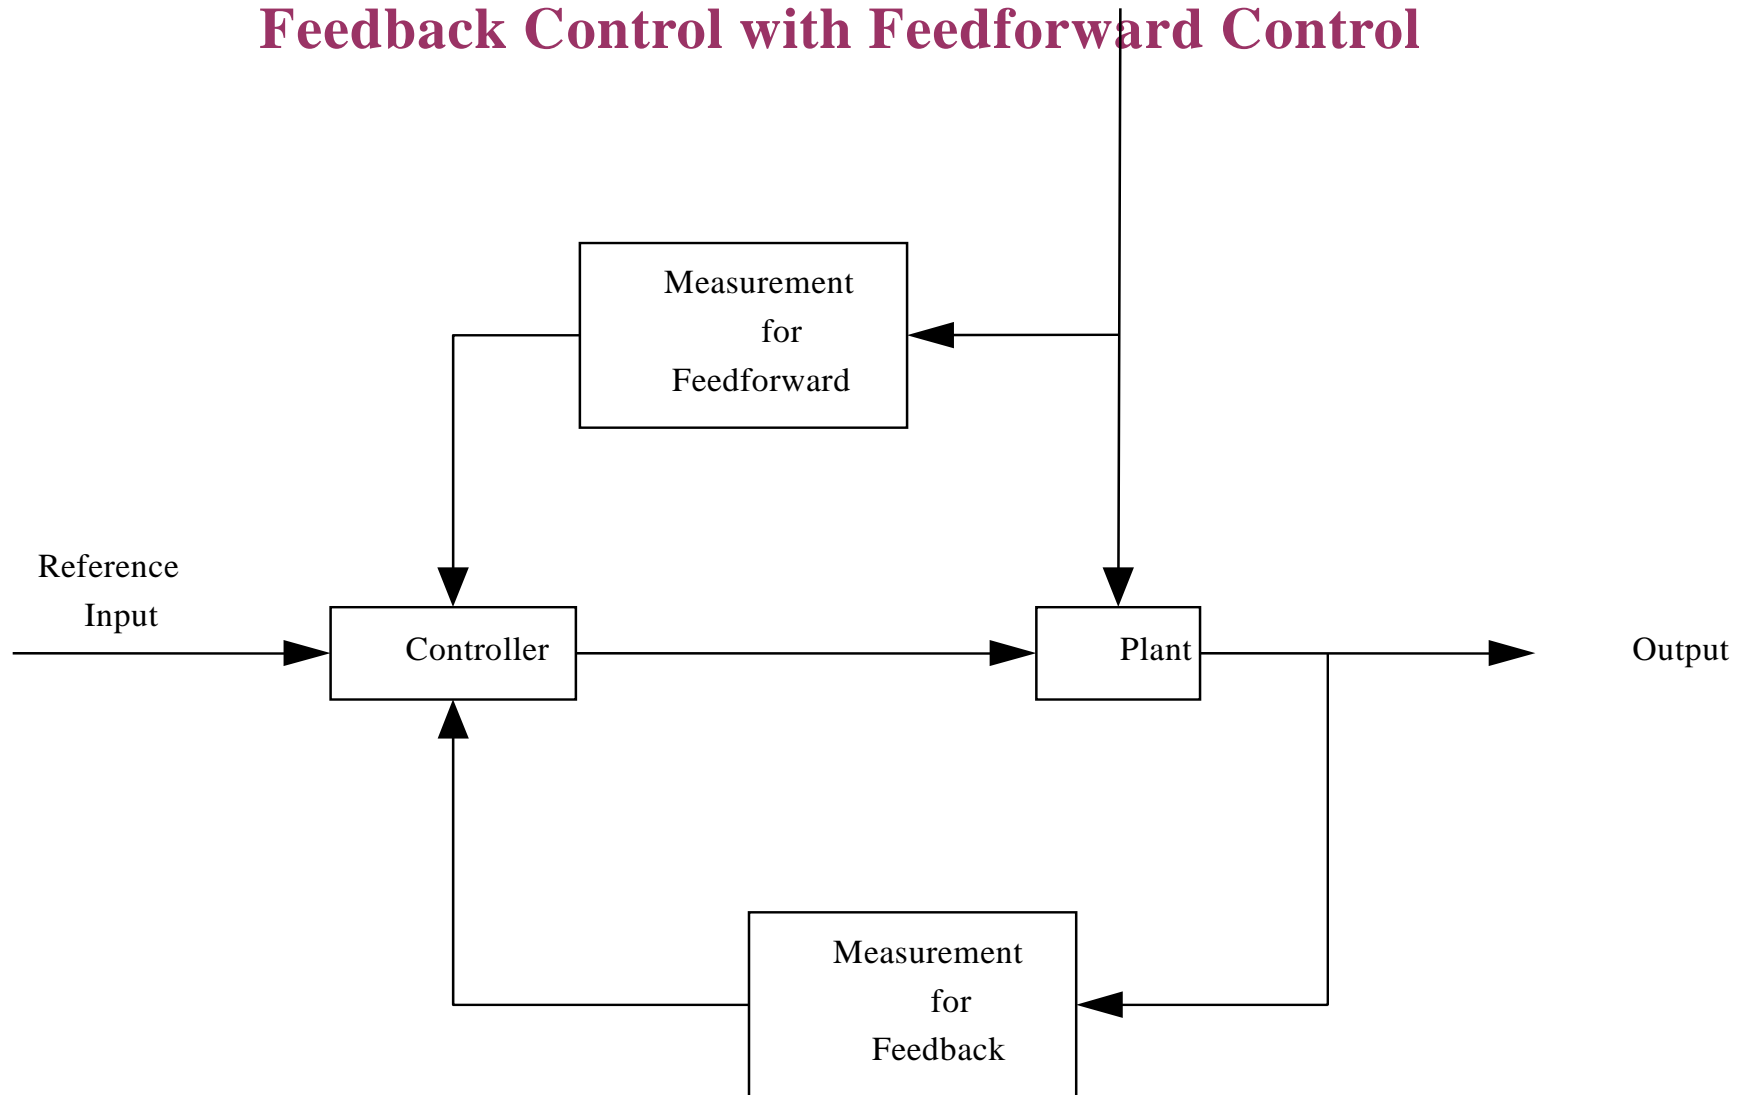 Feedback Control with Feedforward Control
Measurement
for
Feedforward
Reference
Input
Controller
Plant
Output
Measurement
for
Feedback